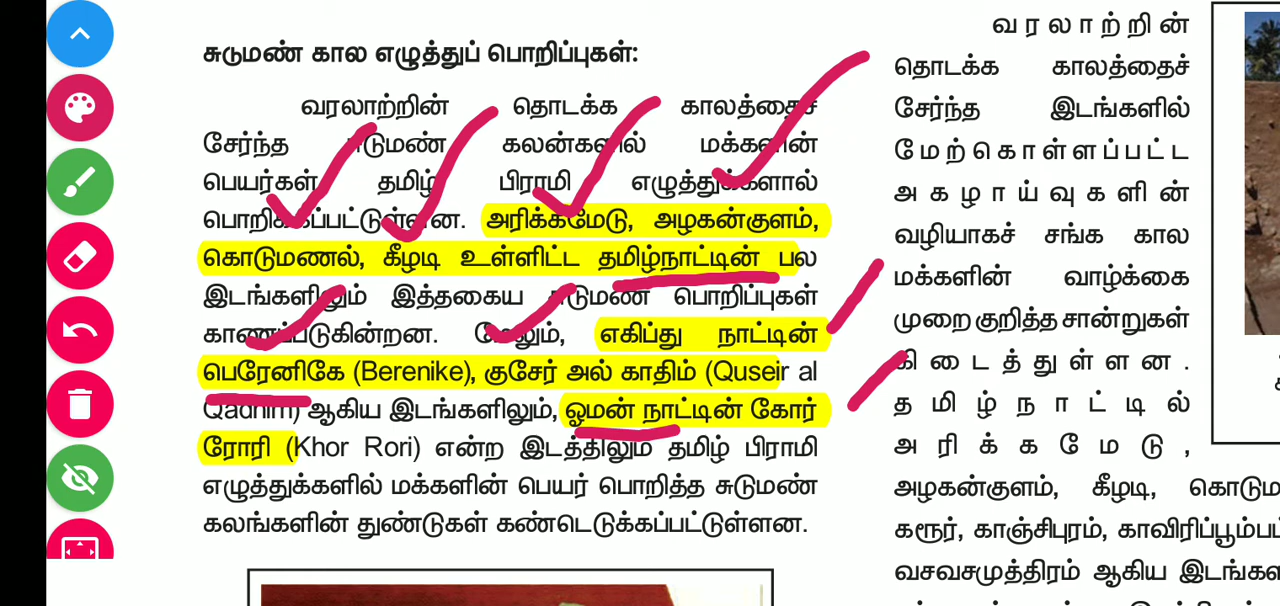 சுடுமண் கால எழுத்துப் பொறிப்புகள்:
வரலாற்றின் தொடக்க காலத்தைச்
சேர்ந்த சுடுமண் கலன்களில் மக்களின்
பெயர்கள் தமிழ் பிராமி எழுத்துக்களால்
பொறிக்கப்பட்டுள்ளன. அரிக்கமேடு, அழகன்குளம்,
கொடுமணல், கீழடி உள்ளிட்ட தமிழ்நாட்டின் பல
இடங்களிலும் இத்தகைய சுடுமண் பொறிப்புகள்
காணப்படுகின்றன. மேலும், எகிப்து நாட்டின்
பெரேனிகே (Berenike), குசேர் அல் காதிம் (Quseir al
Qadhim) ஆகிய இடங்களிலும், ஓமன் நாட்டின் கோர்
ரோரி (Khor Rori) என்ற இடத்திலும் தமிழ் பிராமி
எழுத்துக்களில் மக்களின் பெயர் பொறித்த சுடுமண்
கலங்களின் துண்டுகள் கண்டெடுக்கப்பட்டுள்ளன.
வரலாற்றின்
தொடக்க காலத்தைச்
சேர்ந்த இடங்களில்
மேற்கொள்ளப்பட்ட
அகழாய்வுகளின்
வழியாகச் சங்க கால
மக்களின் வாழ்க்கை
முறை குறித்த சான்றுகள்
கிடைத்துள்ளன.
தமிழ்நாட்டில்
அரிக்கமேடு,
அழகன்குளம், கீழடி, கொடும
கரூர், காஞ்சிபுரம், காவிரிப்பூம்பட்
வசவசமுத்திரம் ஆகிய இடங்க